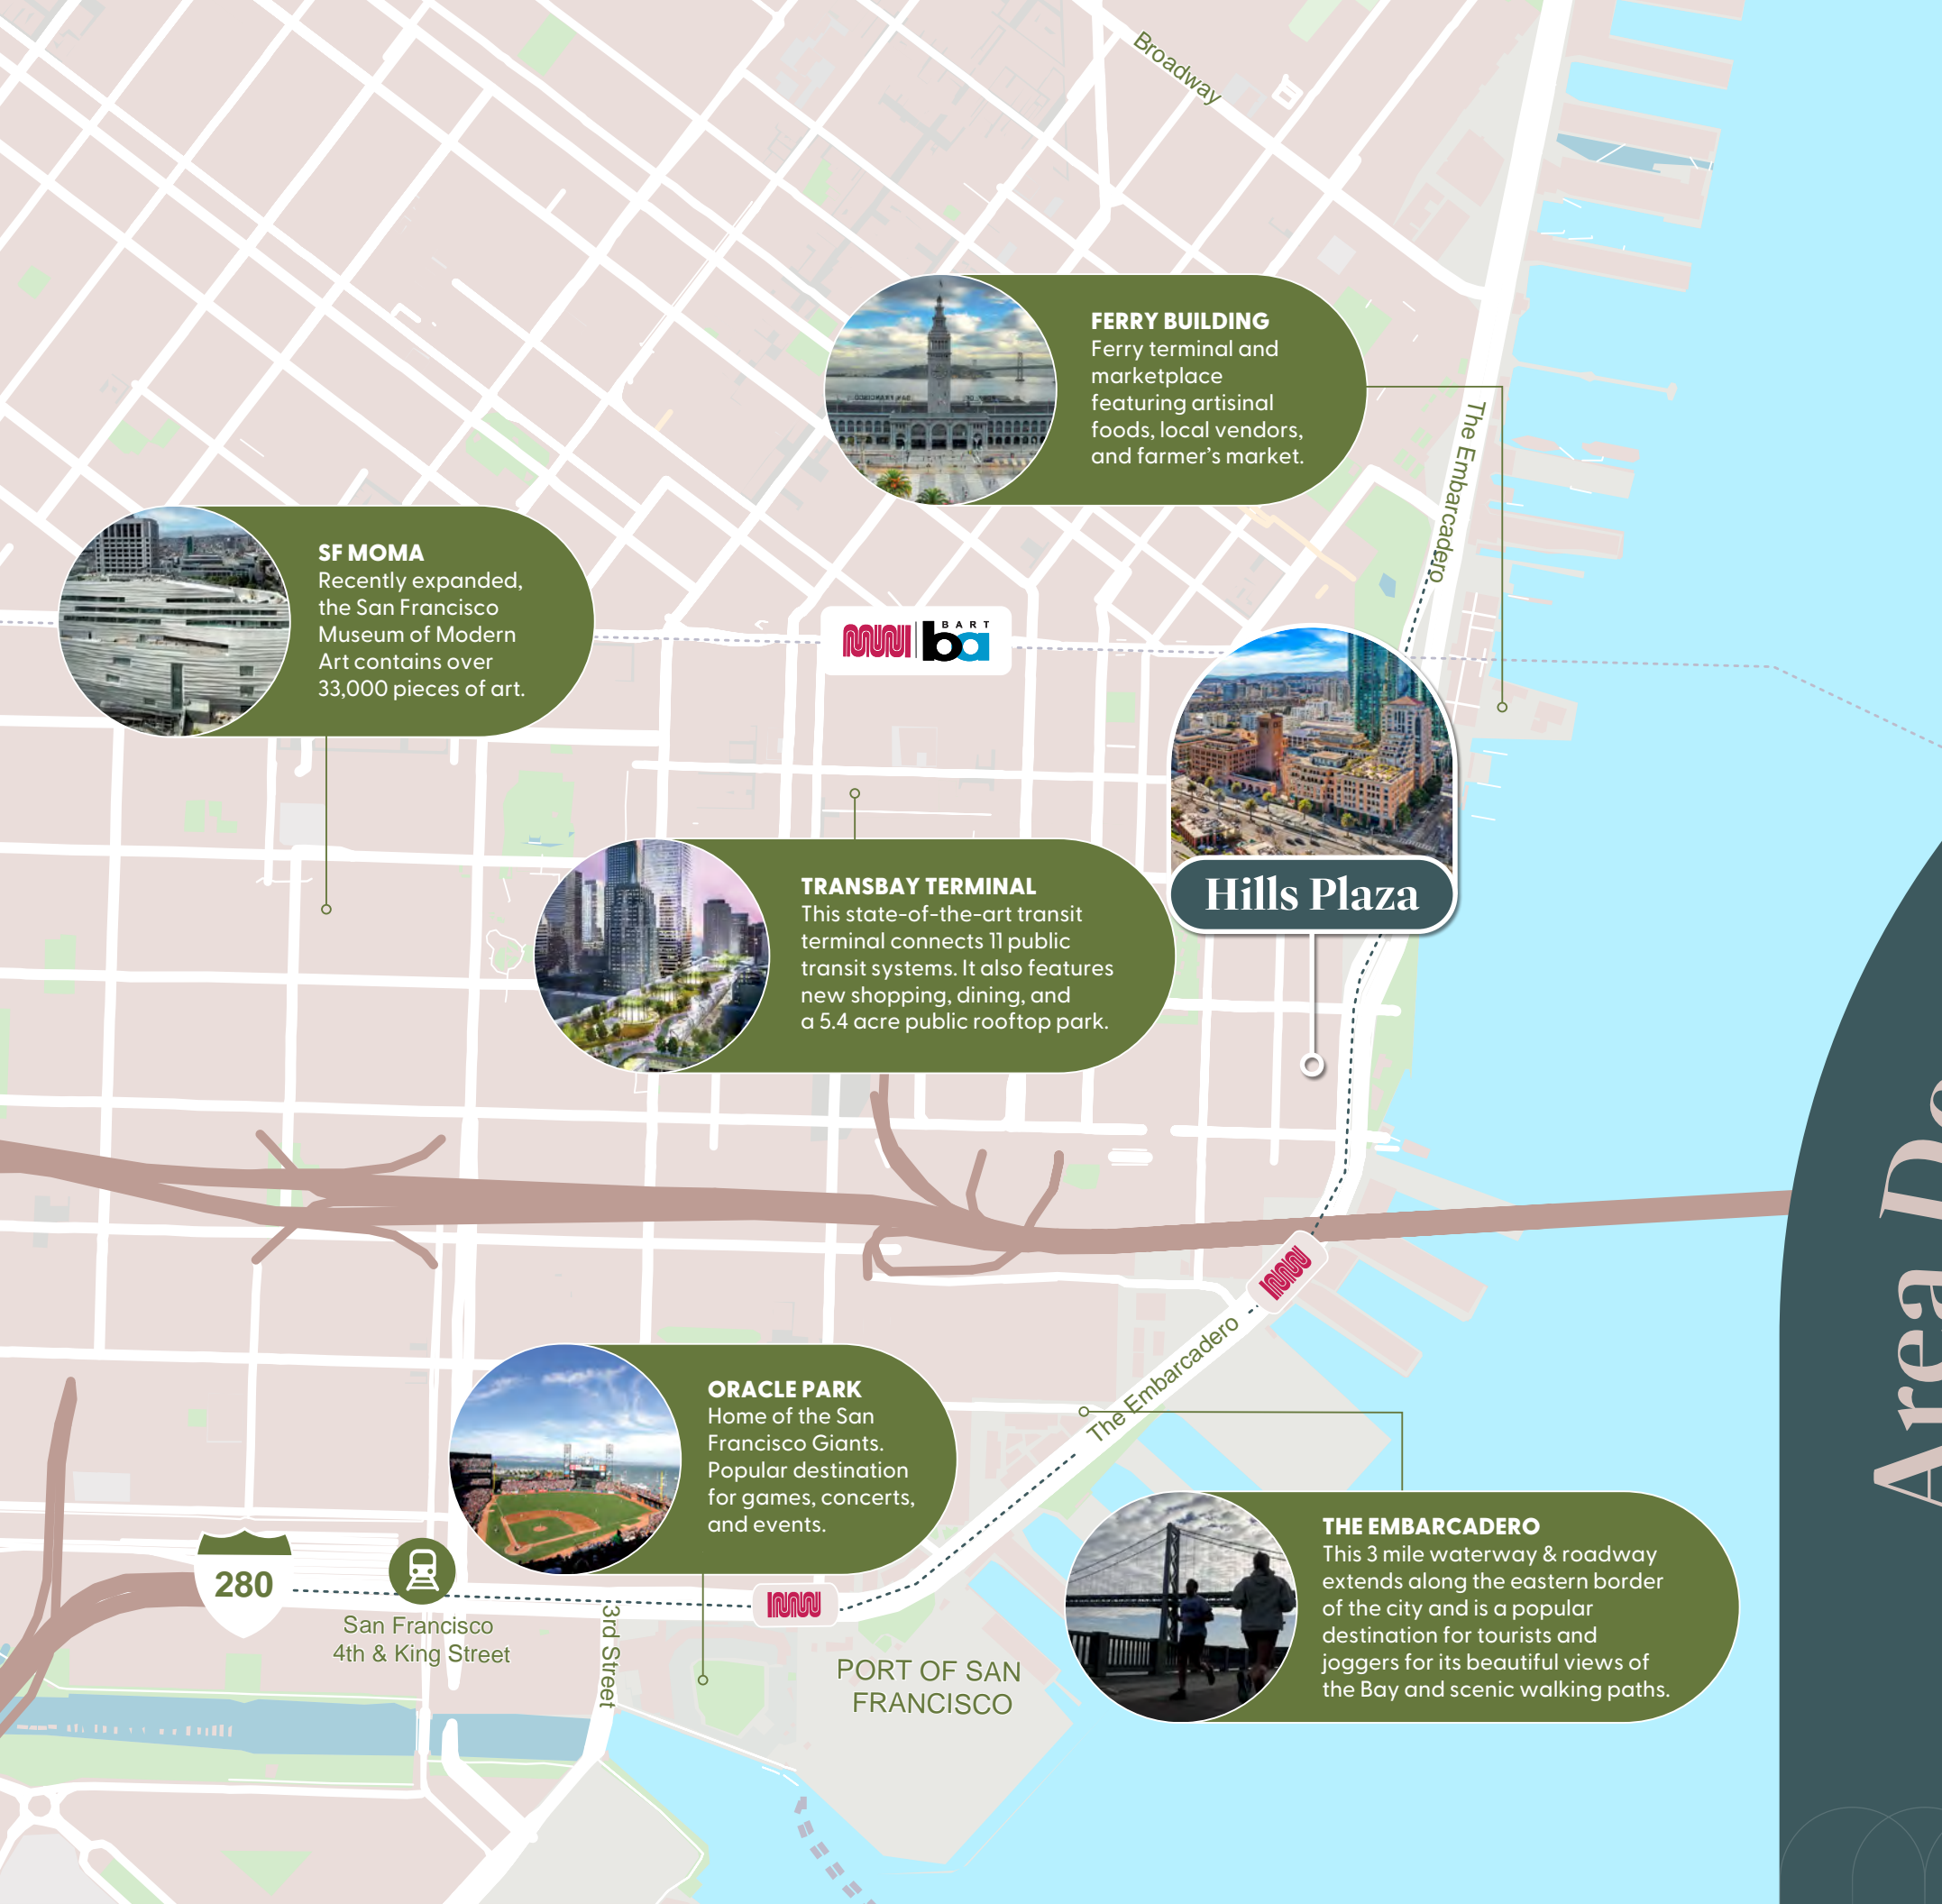 Broadway
FERRY BUILDING
Ferry terminal and
marketplace
featuring artisinal
foods, local vendors,
and farmer's market.
The Embarcadero
SF MOMA
Recently expanded,
the San Francisco
Museum of Modern
Art contains over
33,000 pieces of art.
BART
ba
Hills Plaza
TRANSBAY TERMINAL
This state-of-the-art transit
terminal connects 11 public
transit systems. It also features
new shopping, dining, and
a 5.4 acre public rooftop park.
The Embarcadero
ORACLE PARK
Home of the San
Francisco Giants.
Popular destination
for games, concerts,
and events.
THE EMBARCADERO
This 3 mile waterway & roadway
extends along the eastern border
of the city and is a popular
destination for tourists and
joggers for its beautiful views of
the Bay and scenic walking paths.
280
San Francisco
4th & King Street
3rd Street
PORT OF SAN
FRANCISCO
Area